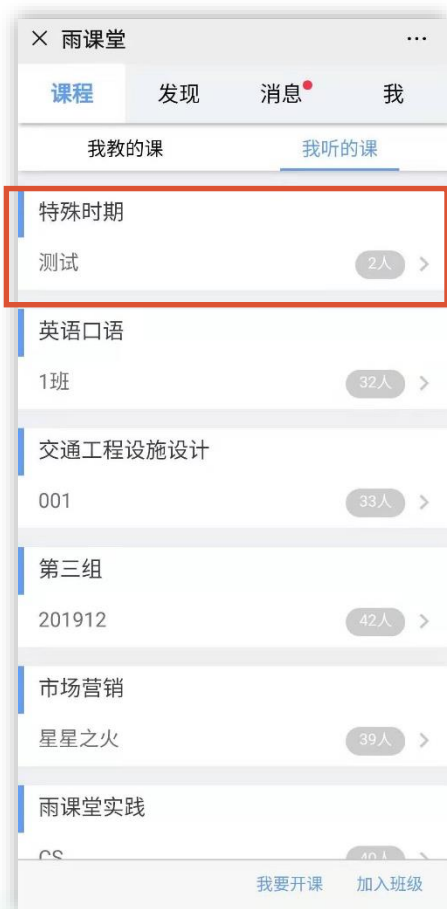 × 雨课堂 ...
课程 发现 消息 我
我教的课 我听的课
特殊时期
测试 2人 >
英语口语
1班 32人 >
交通工程设施设计
001 33人 >
第三组
201912 42人 >
市场营销
星星之火 39人 >
雨课堂实践
CS 40人 >
我要开课 加入班级